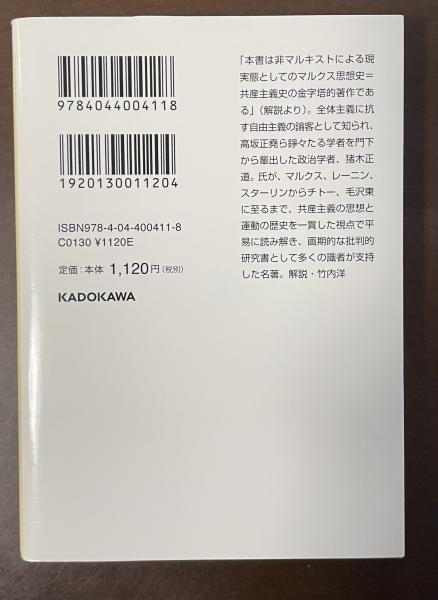 9784044004118
1920130011204
ISBN978-4-04-400411-8
C0130 ¥1120E
定価：本体 1,120円（税別）
KADOKAWA
「本書は非マルキストによる現
実態としてのマルクス思想史＝
共産主義史の金字塔的著作であ
る」（解説より）。全体主義に抗
す自由主義の論客として知られ、
高坂正堯ら錚々たる学者を門下
から輩出した政治学者、猪木正
道。氏が、マルクス、レーニン、
スターリンからチトー、毛沢東
に至るまで、共産主義の思想と
運動の歴史を一貫した視点で平
易に読み解き、画期的な批判的
研究書として多くの識者が支持
した名著。解説・竹内洋